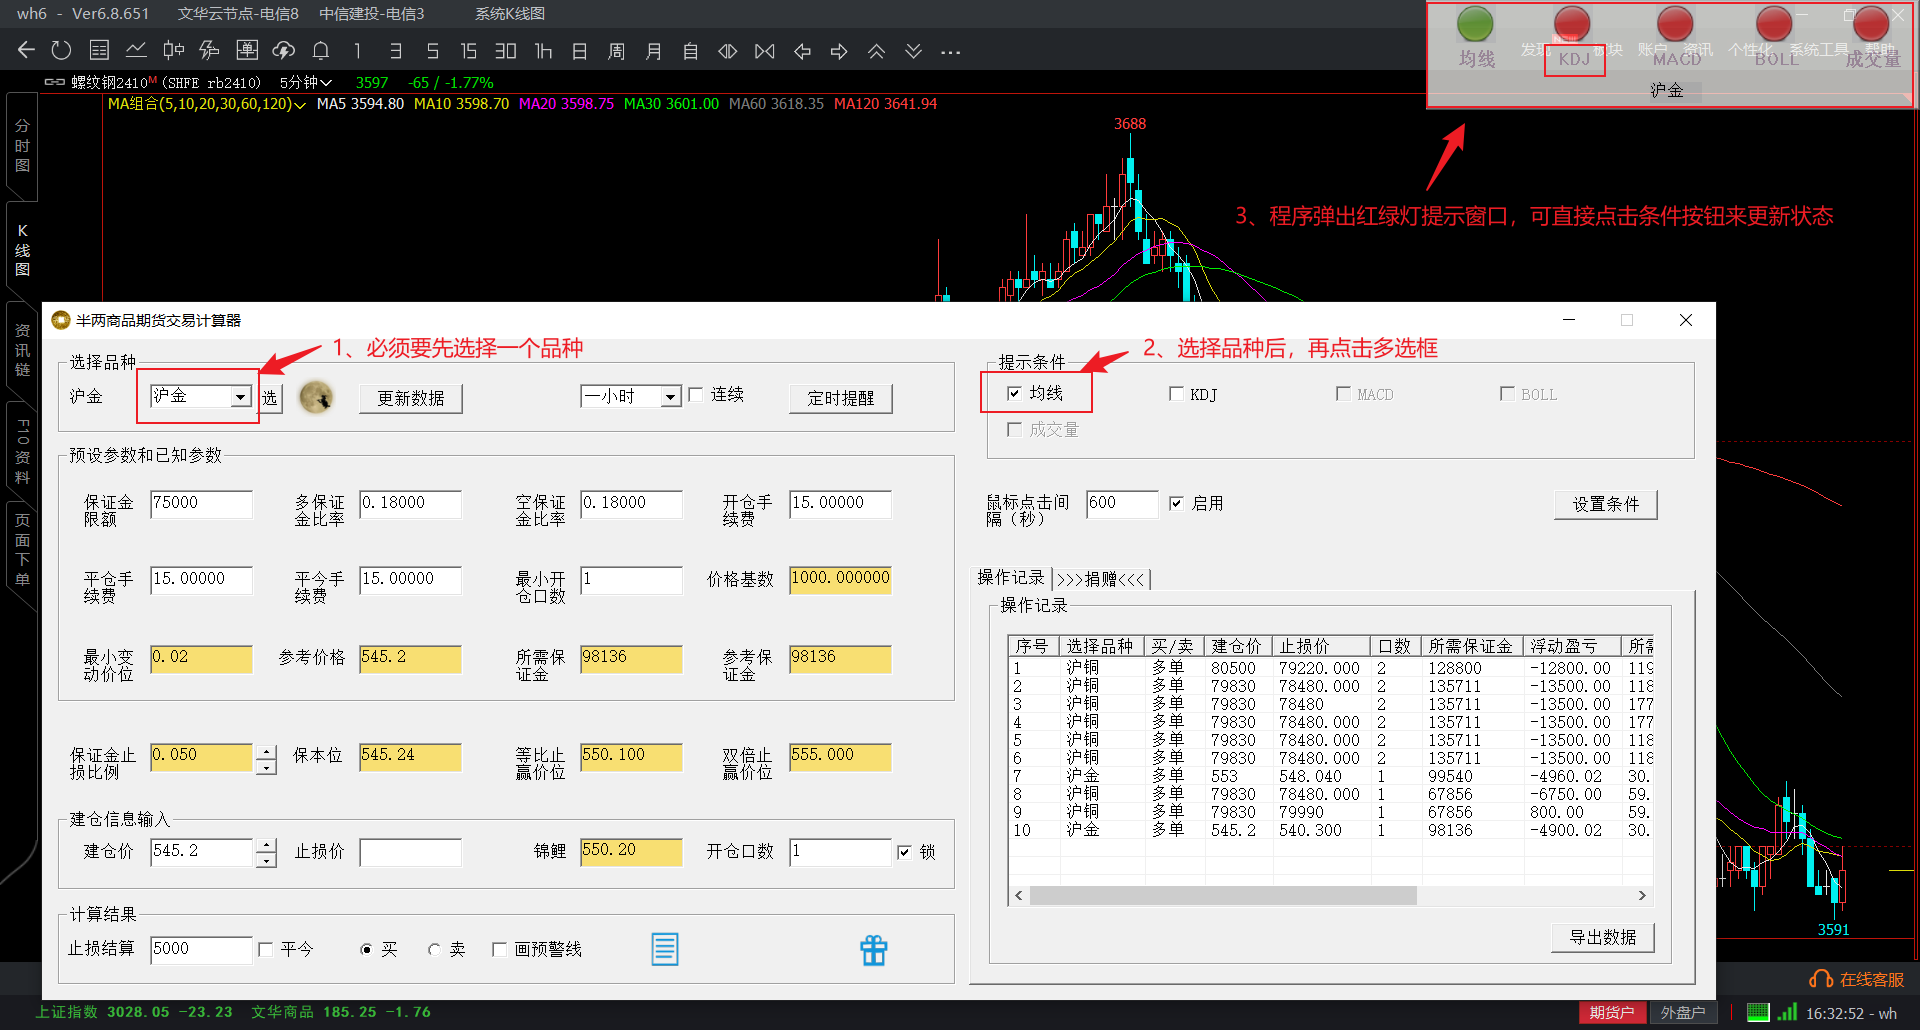 wh6 - Ver6.8.651 文华云节点-电信8 中信建投-电信3 系统K线图
1 3 5 15 30 1h 日 周 月 自 ...
发现 板块 账户 资讯 个性化 系统工具 帮助
均线 KDJ MACD BOLL 成交量
沪金
螺纹钢2410M (SHFE rb2410) 5分钟 3597 -65 / -1.77%
MA组合(5,10,20,30,60,120) MA5 3594.80 MA10 3598.70 MA20 3598.75 MA30 3601.00 MA60 3618.35 MA120 3641.94
3688
3、程序弹出红绿灯提示窗口，可直接点击条件按钮来更新状态
分时图
K线图
资讯链
F10资料
页面下单
半两商品期货交易计算器
1、必须要先选择一个品种
2、选择品种后，再点击多选框
选择品种
沪金 沪金 选 更新数据 一小时 连续 定时提醒
提示条件
均线 KDJ MACD BOLL
成交量
预设参数和已知参数
保证金限额 75000 多保证金比率 0.18000 空保证金比率 0.18000 开仓手续费 15.00000
平仓手续费 15.00000 平今手续费 15.00000 最小开仓口数 1 价格基数 1000.000000
最小变动价位 0.02 参考价格 545.2 所需保证金 98136 参考保证金 98136
保证金止损比例 0.050 保本位 545.24 等比止赢价位 550.100 双倍止赢价位 555.000
建仓信息输入
建仓价 545.2 止损价 锦鲤 550.20 开仓口数 1 锁
计算结果
止损结算 5000 平今 买 卖 画预警线
鼠标点击间隔（秒） 600 启用 设置条件
操作记录 >>>捐赠<<<
操作记录
序号 选择品种 买/卖 建仓价 止损价 口数 所需保证金 浮动盈亏 所需
1 沪铜 多单 80500 79220.000 2 128800 -12800.00 119
2 沪铜 多单 79830 78480.000 2 135711 -13500.00 118
3 沪铜 多单 79830 78480 2 135711 -13500.00 177
4 沪铜 多单 79830 78480.000 2 135711 -13500.00 177
5 沪铜 多单 79830 78480.000 2 135711 -13500.00 118
6 沪铜 多单 79830 78480.000 2 135711 -13500.00 118
7 沪金 多单 553 548.040 1 99540 -4960.02 30.
8 沪铜 多单 79830 78480.000 1 67856 -6750.00 59.
9 沪铜 多单 79830 79990 1 67856 800.00 59.
10 沪金 多单 545.2 540.300 1 98136 -4900.02 30.
导出数据
3591
在线客服
上证指数 3028.05 -23.23 文华商品 185.25 -1.76
期货户 外盘户 16:32:52 - wh